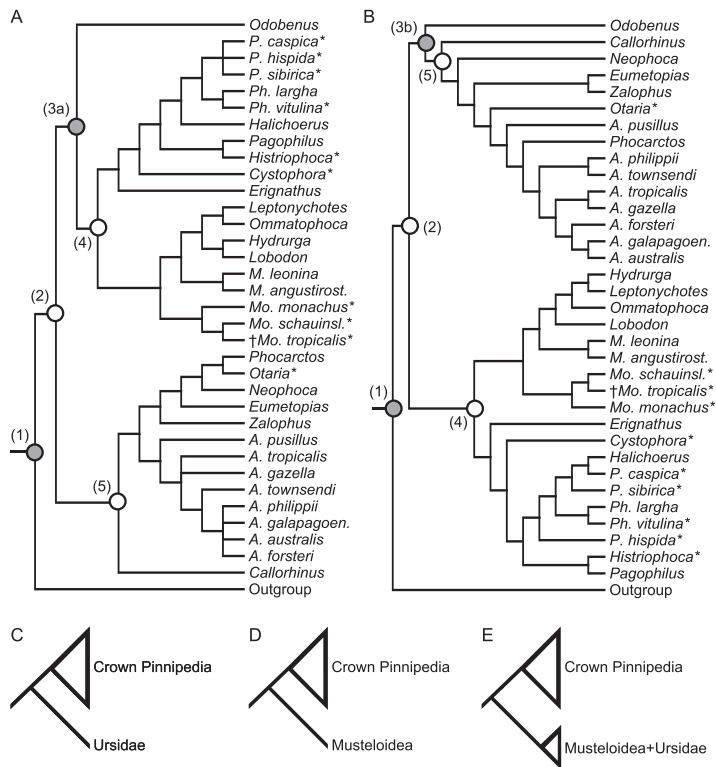 A
Odobenus
P. caspica*
P. hispida*
P. sibirica*
Ph. largha
Ph. vitulina*
Halichoerus
Pagophilus
Histriophoca*
Cystophora*
Erignathus
Leptonychotes
Ommatophoca
Hydrurga
Lobodon
M. leonina
M. angustirost.
Mo. monachus*
Mo. schauinsl.*
†Mo. tropicalis*
Phocarctos
Otaria*
Neophoca
Eumetopias
Zalophus
A. pusillus
A. tropicalis
A. gazella
A. townsendi
A. philippii
A. galapagoen.
A. australis
A. forsteri
Callorhinus
Outgroup
(3a)
(4)
(2)
(1)
(5)
B
Odobenus
Callorhinus
Neophoca
Eumetopias
Zalophus
Otaria*
A. pusillus
Phocarctos
A. philippii
A. townsendi
A. tropicalis
A. gazella
A. forsteri
A. galapagoen.
A. australis
Hydrurga
Leptonychotes
Ommatophoca
Lobodon
M. leonina
M. angustirost.
Mo. schauinsl.*
†Mo. tropicalis*
Mo. monachus*
Erignathus
Cystophora*
Halichoerus
P. caspica*
P. sibirica*
Ph. largha
Ph. vitulina*
P. hispida*
Histriophoca*
Pagophilus
Outgroup
(3b)
(5)
(2)
(1)
(4)
C
Crown Pinnipedia
Ursidae
D
Crown Pinnipedia
Musteloidea
E
Crown Pinnipedia
Musteloidea+Ursidae